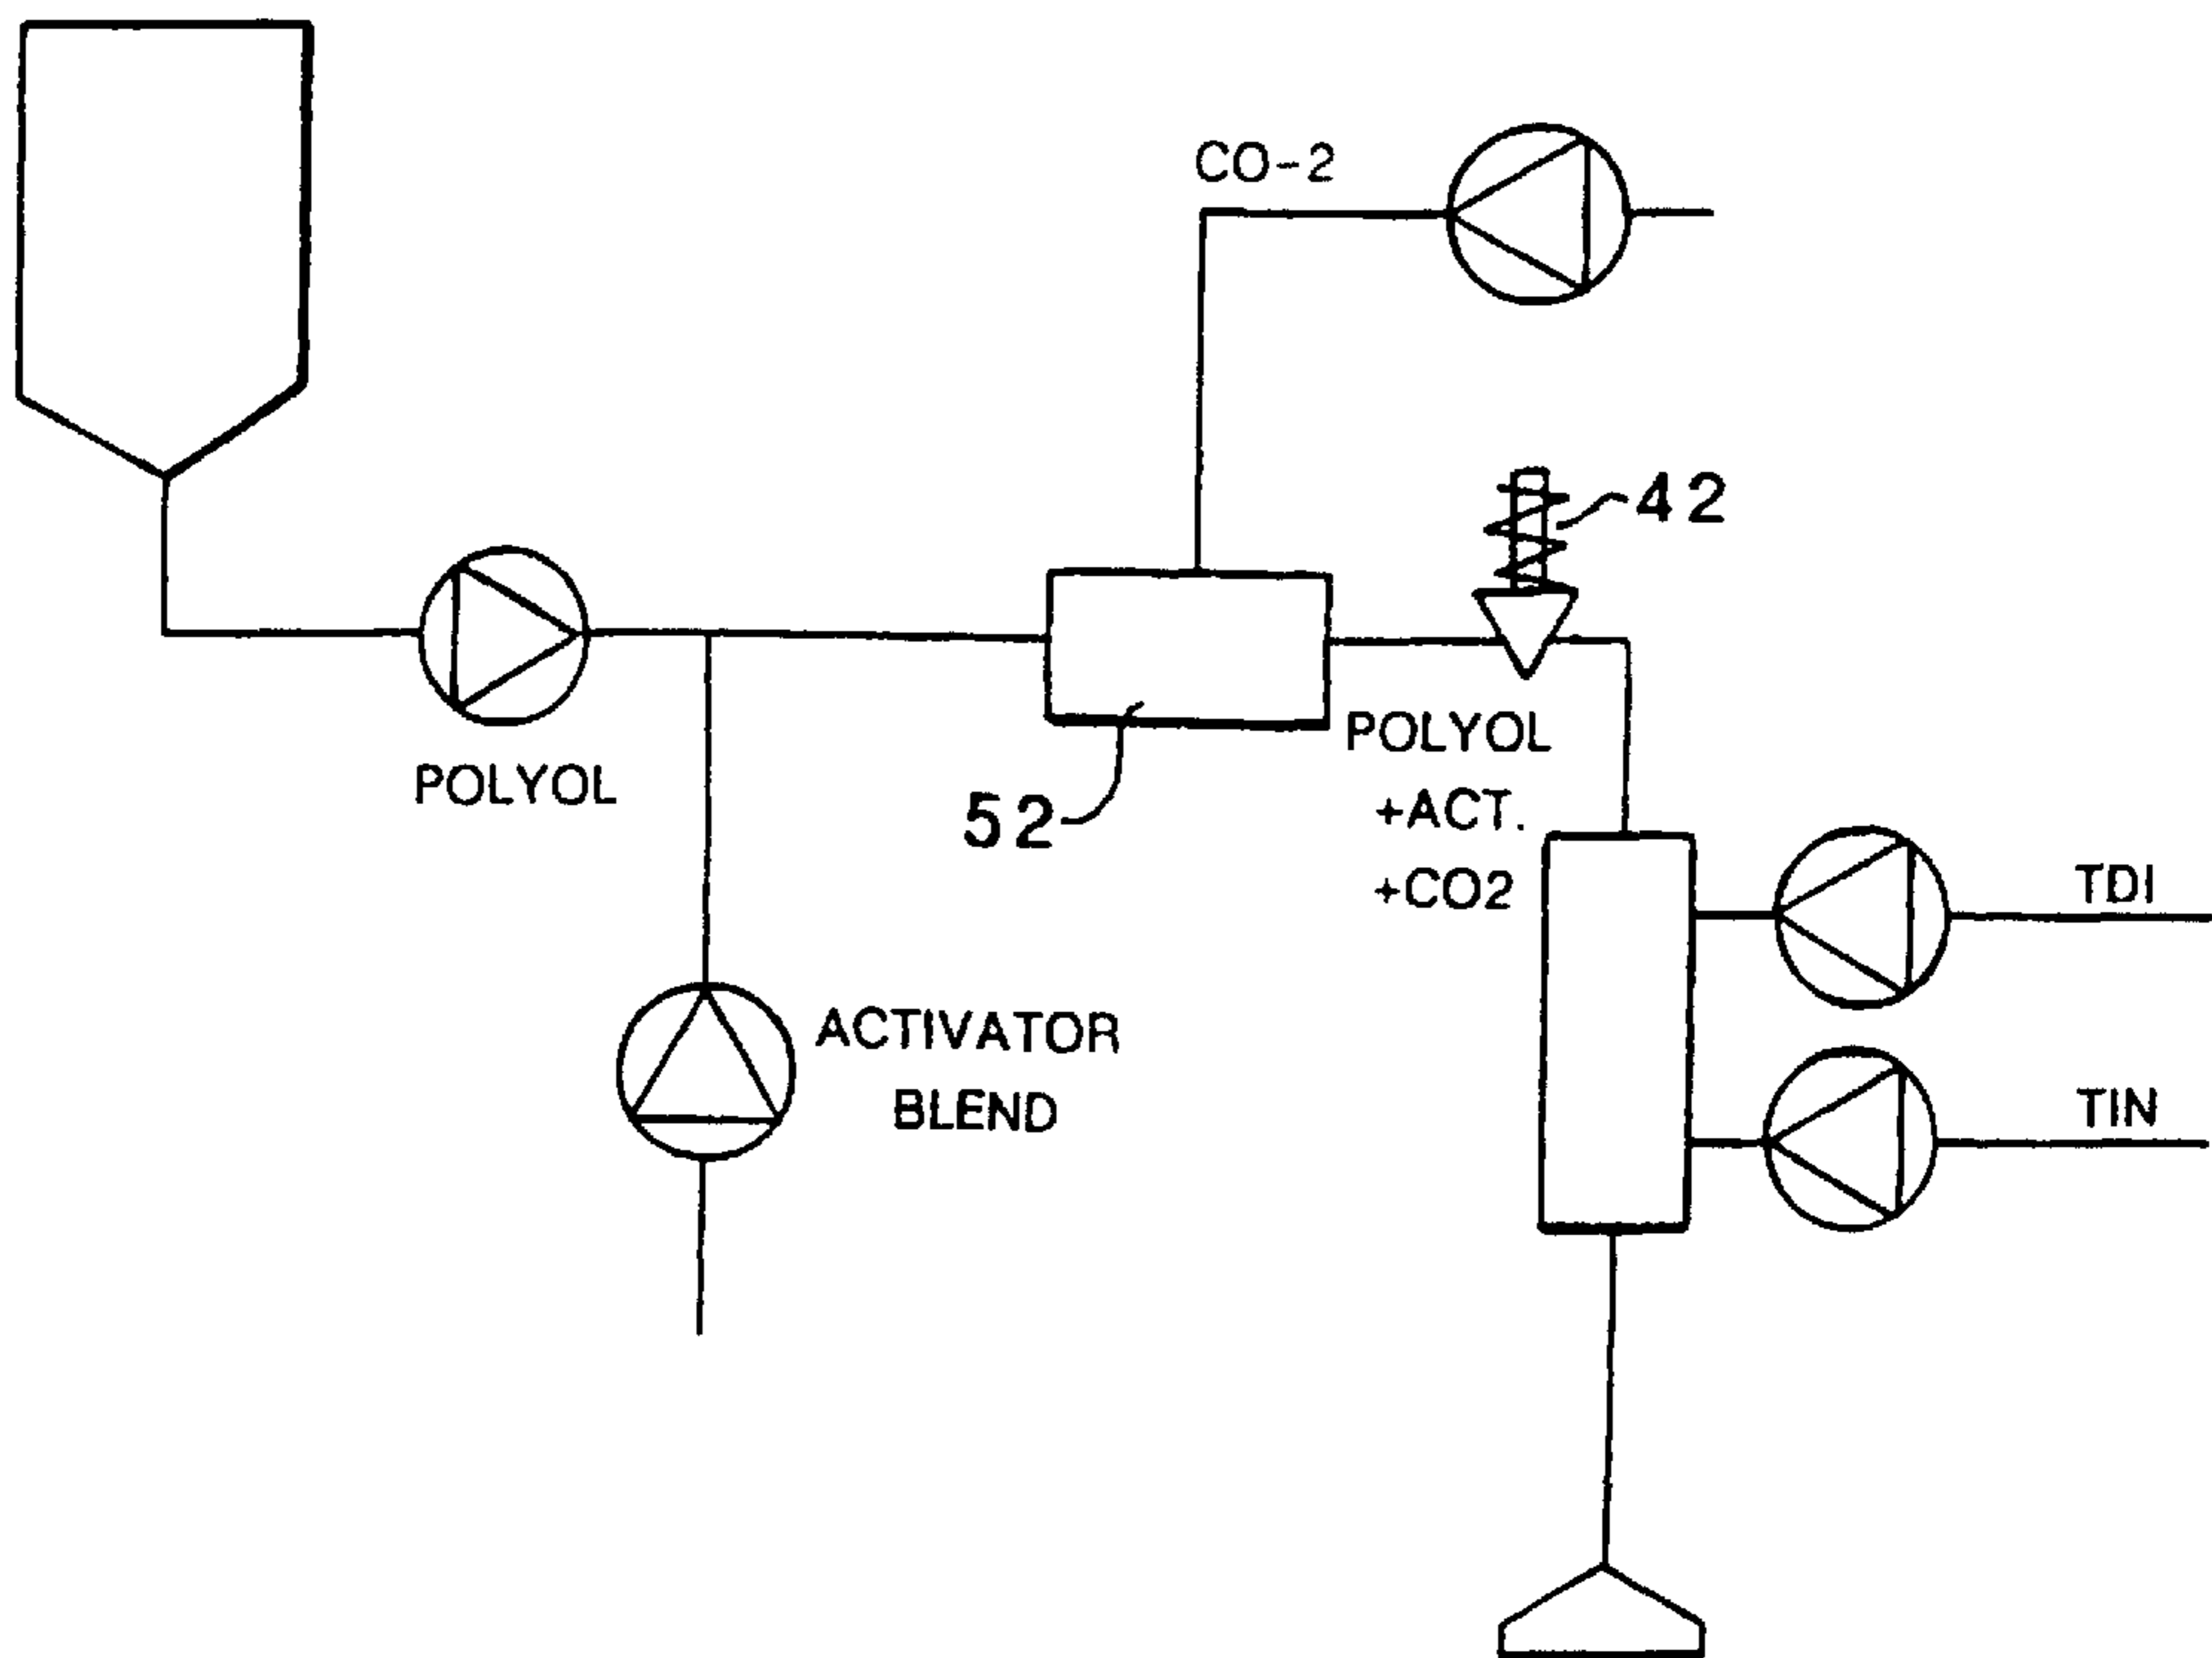 CO-2
42
POLYOL
52
POLYOL
+ACT.
+CO2
TDI
ACTIVATOR
BLEND
TIN